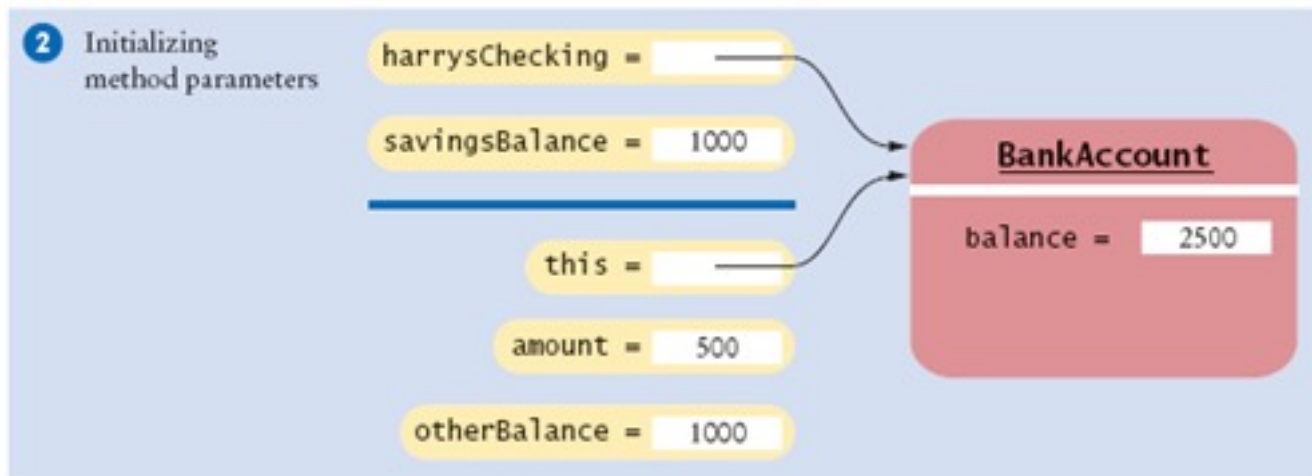 2 Initializing
method parameters
harrysChecking =
savingsBalance = 1000
BankAccount
balance = 2500
this =
amount = 500
otherBalance = 1000